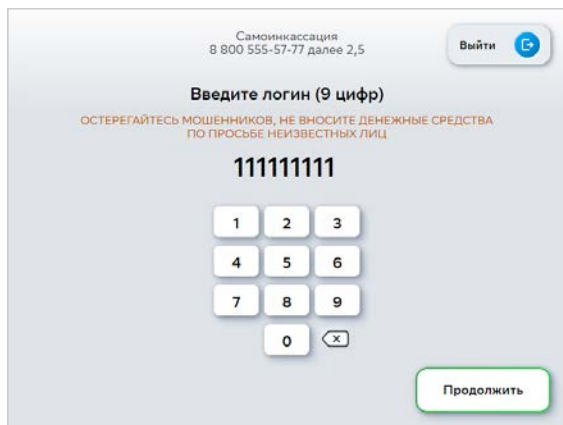 Самоинкассация
8 800 555-57-77 далее 2,5
Выйти
Введите логин (9 цифр)
ОСТЕРЕГАЙТЕСЬ МОШЕННИКОВ, НЕ ВНОСИТЕ ДЕНЕЖНЫЕ СРЕДСТВА
ПО ПРОСЬБЕ НЕИЗВЕСТНЫХ ЛИЦ
111111111
1 2 3
4 5 6
7 8 9
0
Продолжить